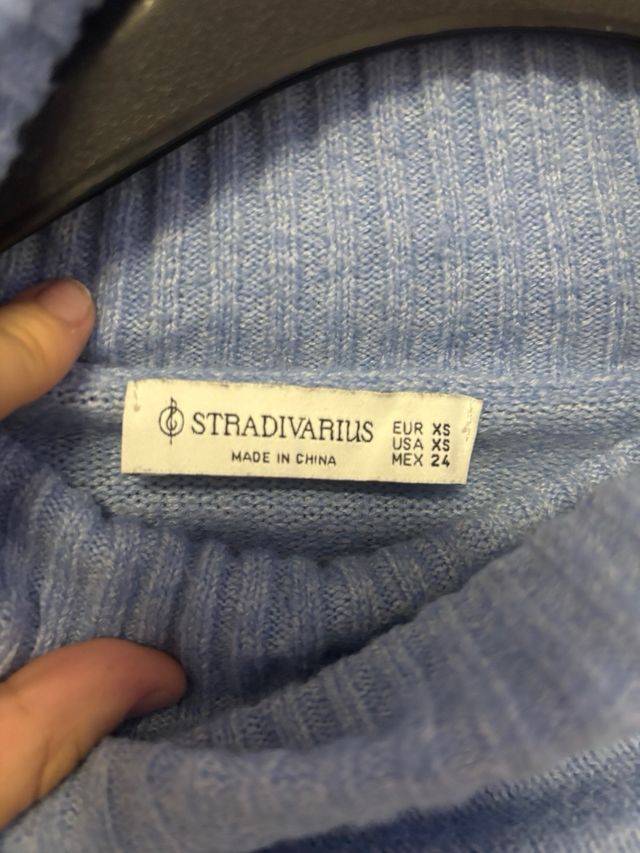 STRADIVARIUS
MADE IN CHINA
EUR XS
USA XS
MEX 24